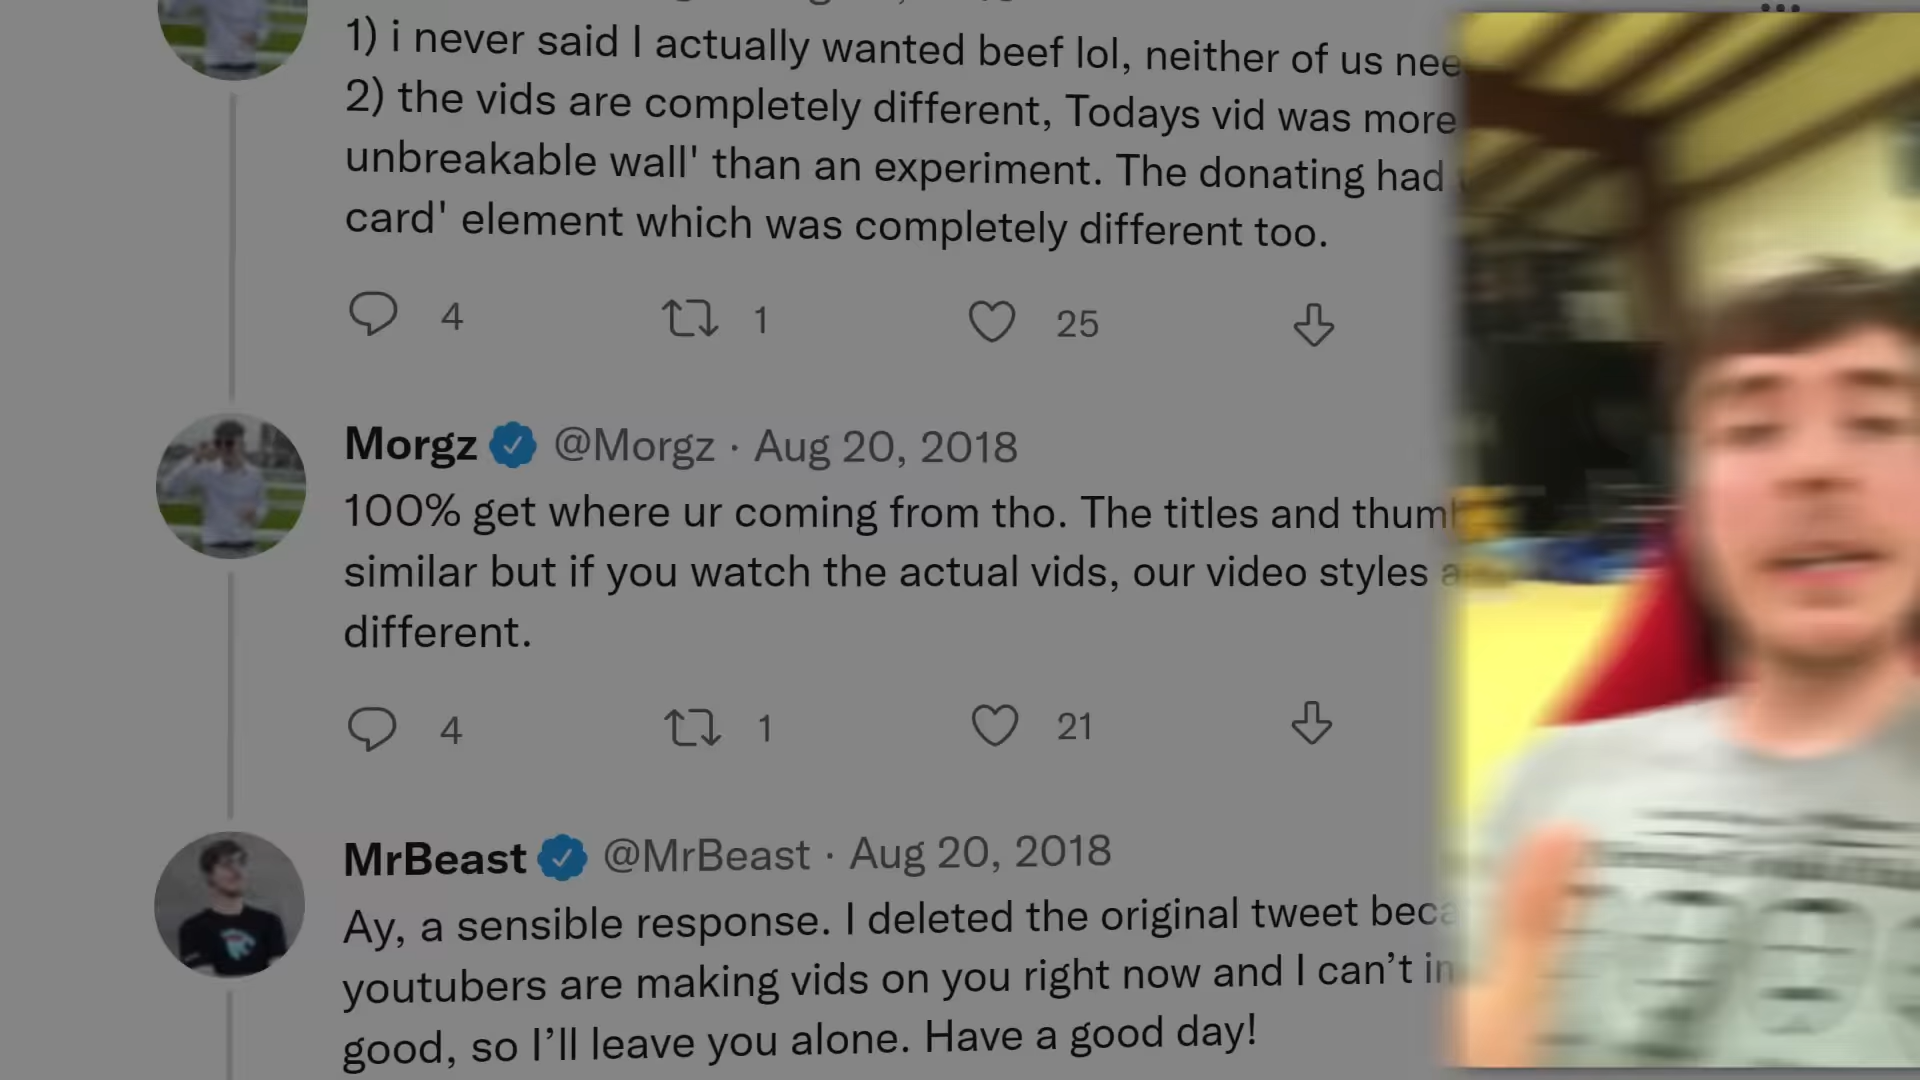 1) i never said I actually wanted beef lol, neither of us
2) the vids are completely different, Todays vid was more
unbreakable wall' than an experiment. The donating had
card' element which was completely different too.
4 1 25
Morgz @Morgz · Aug 20, 2018
100% get where ur coming from tho. The titles and
similar but if you watch the actual vids, our video styles
different.
4 1 21
MrBeast @MrBeast · Aug 20, 2018
Ay, a sensible response. I deleted the original tweet
youtubers are making vids on you right now and I can’t
good, so I’ll leave you alone. Have a good day!